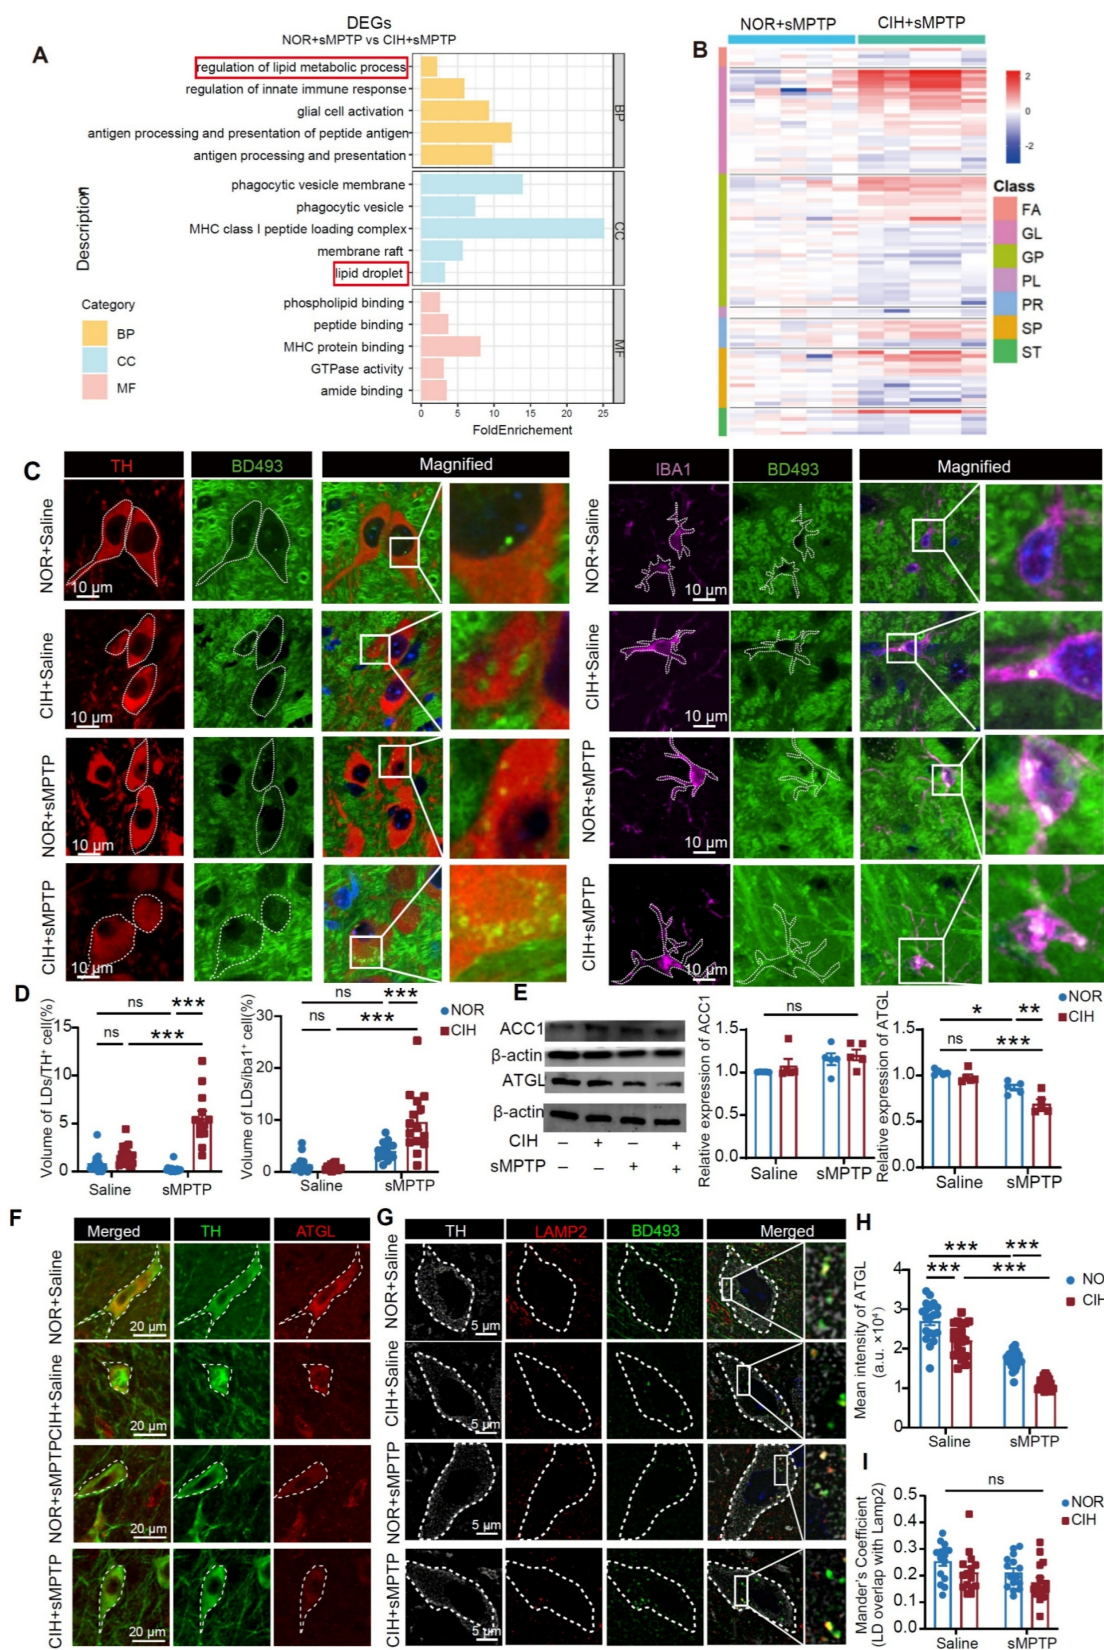 DEGs
NOR+sMPTP vs CIH+sMPTP
A
regulation of lipid metabolic process
regulation of innate immune response
glial cell activation
antigen processing and presentation of peptide antigen
antigen processing and presentation
BP
phagocytic vesicle membrane
phagocytic vesicle
MHC class I peptide loading complex
membrane raft
lipid droplet
CC
phospholipid binding
peptide binding
MHC protein binding
GTPase activity
amide binding
MF
Description
Category
BP
CC
MF
0 5 10 15 20 25
FoldEnrichement
B
NOR+sMPTP CIH+sMPTP
2
0
-2
Class
FA
GL
GP
PL
PR
SP
ST
C
TH BD493 Magnified
NOR+Saline
10 μm
CIH+Saline
10 μm
NOR+sMPTP
10 μm
CIH+sMPTP
10 μm
IBA1 BD493 Magnified
NOR+Saline
10 μm
CIH+Saline
10 μm
NOR+sMPTP
10 μm
CIH+sMPTP
10 μm
D
Volume of LDs/TH⁺ cell(%)
15
10
5
0
ns ***
ns ***
Saline sMPTP
Volume of LDs/Iba1⁺ cell(%)
30
20
10
0
ns ***
ns ***
Saline sMPTP
NOR
CIH
E
ACC1
β-actin
ATGL
β-actin
CIH – + – +
sMPTP – – + +
Relative expression of ACC1
1.5
1.0
0.5
0.0
ns
Saline sMPTP
Relative expression of ATGL
2.0
1.5
1.0
0.5
0.0
* **
ns ***
Saline sMPTP
NOR
CIH
F
Merged TH ATGL
NOR+Saline
20 μm
CIH+Saline
20 μm
NOR+sMPTP
20 μm
CIH+sMPTP
20 μm
G
TH LAMP2 BD493 Merged
NOR+Saline
5 μm
CIH+Saline
5 μm
NOR+sMPTP
5 μm
CIH+sMPTP
5 μm
H
Mean intensity of ATGL
(a.u. ×10⁴)
4
3
2
1
0
*** ***
*** ***
Saline sMPTP
NOR
CIH
I
Mander's Coefficient
(LD overlap with Lamp2)
0.5
0.4
0.3
0.2
0.1
0.0
ns
Saline sMPTP
NOR
CIH